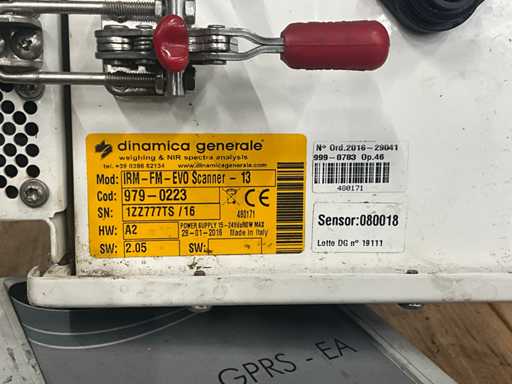 dinamica generale
weighing & NIR spectra analysis
tel. +39 0386 52134 www.dinamicagenerale.com
Mod: IRM-FM-EVO Scanner - 13
Cod: 979-0223
SN: 1ZZ777TS /16
480171
HW: A2
POWER SUPPLY 15-24Vdc/80W MAX
28-01-2016 Made in Italy
SW: 2.05 SW:
N° Ord.2016-29041
999-0783 Op.46
480171
Sensor:080018
Lotto DG n° 19111
GPRS - EA